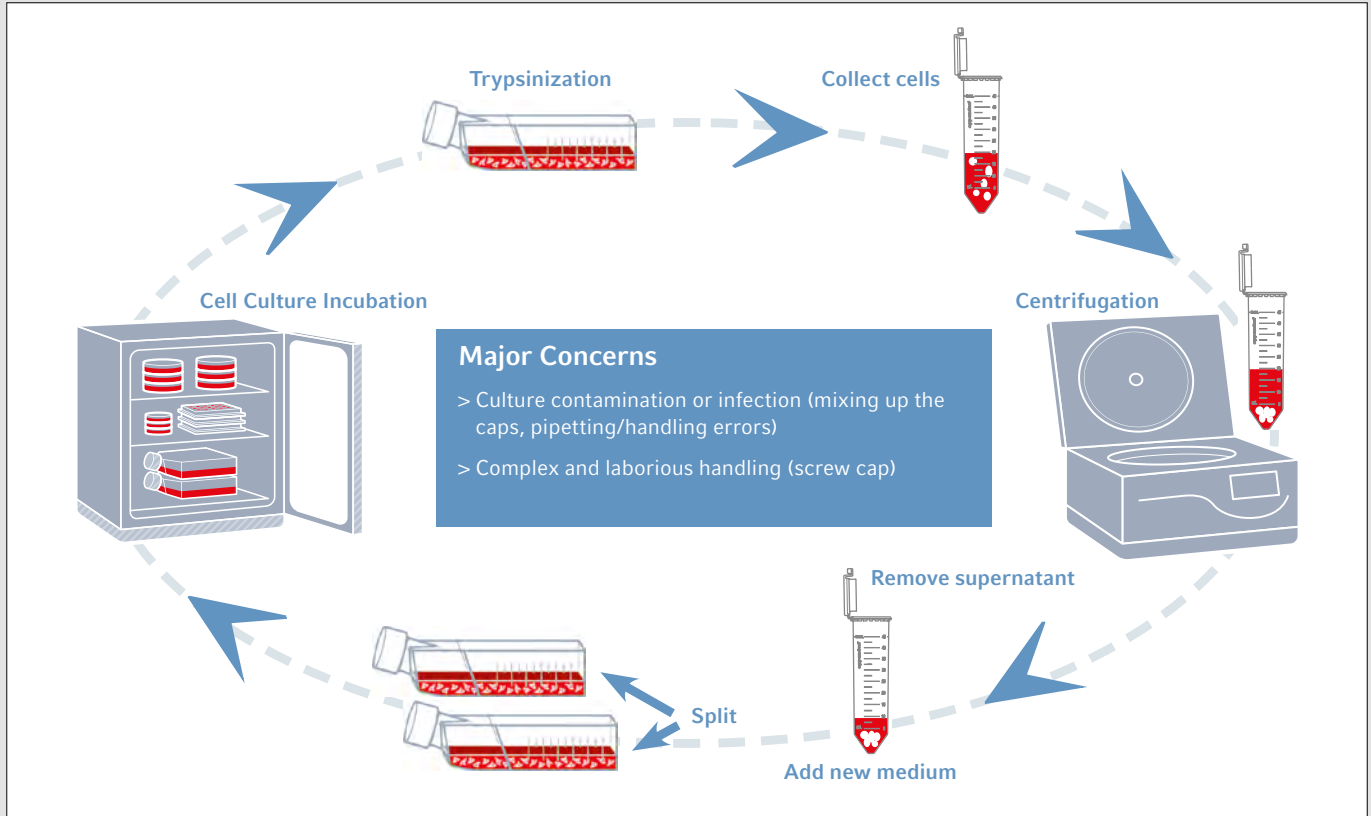 Trypsinization
Collect cells
Cell Culture Incubation
Centrifugation
Major Concerns
> Culture contamination or infection (mixing up the
caps, pipetting/handling errors)
> Complex and laborious handling (screw cap)
Remove supernatant
Split
Add new medium